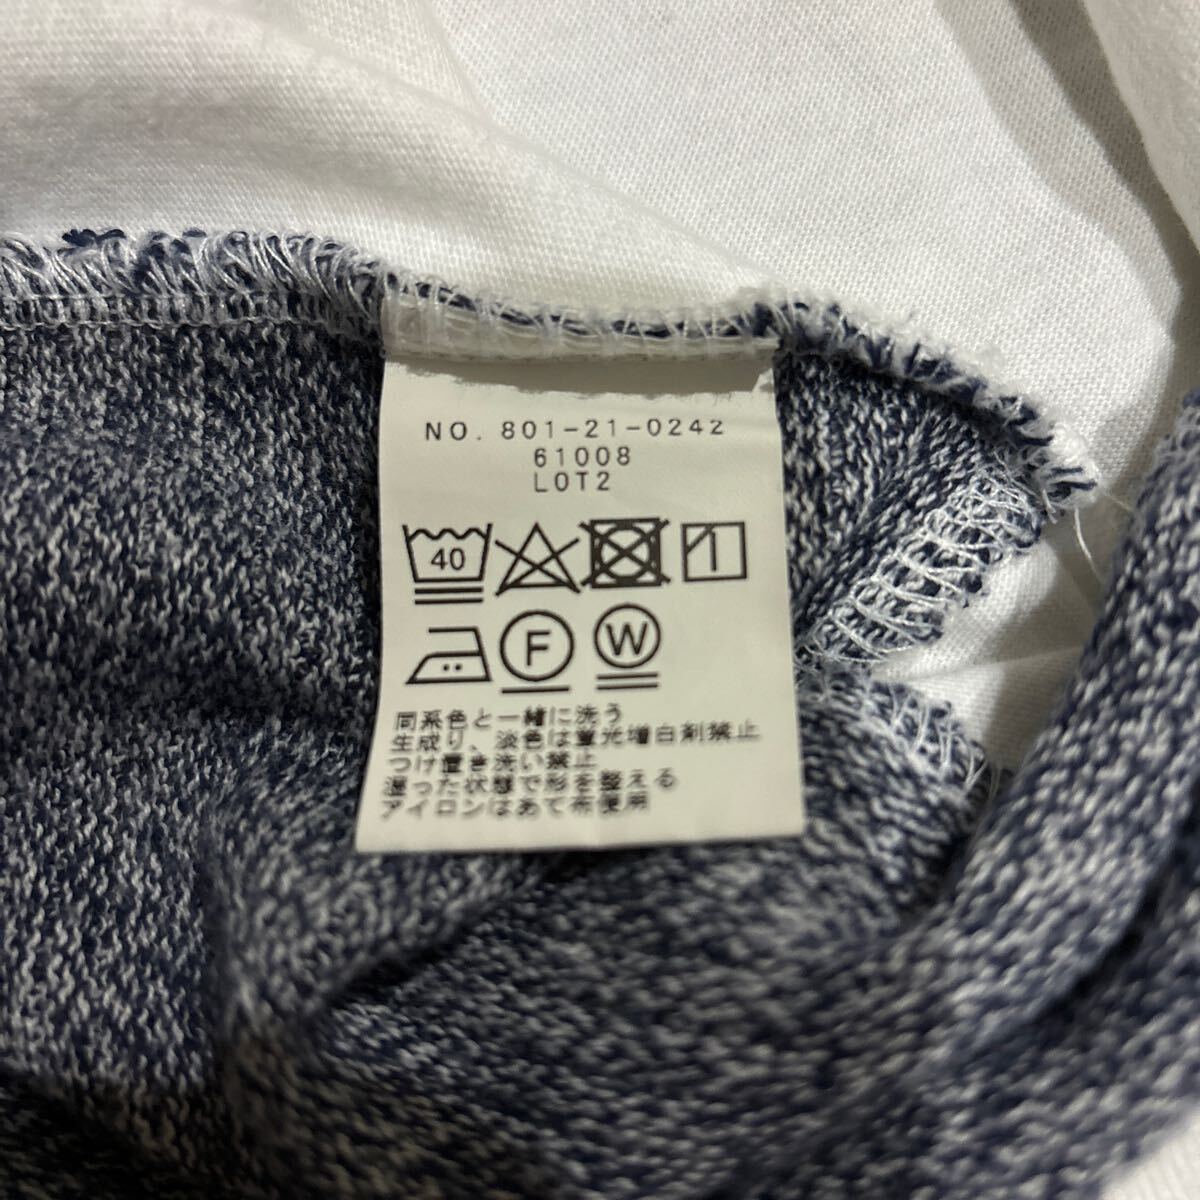 NO. 801-21-0242
61008
LOT2
40
F W
同系色と一緒に洗う
生成り、淡色は蛍光増白剤禁止
つけ置き洗い禁止
湿った状態で形を整える
アイロンはあて布使用